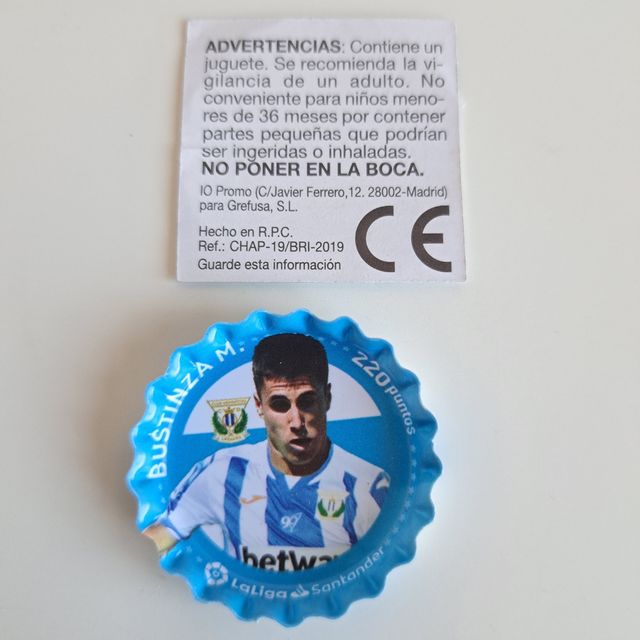 ADVERTENCIAS: Contiene un
juguete. Se recomienda la vi-
gilancia de un adulto. No
conveniente para niños meno-
res de 36 meses por contener
partes pequeñas que podrían
ser ingeridas o inhaladas.
NO PONER EN LA BOCA.
IO Promo (C/Javier Ferrero,12. 28002-Madrid)
para Grefusa, S.L.
Hecho en R.P.C.
Ref.: CHAP-19/BRI-2019
Guarde esta información
CE
BUSTINZA M.
220 puntos
betway
LaLiga Santander